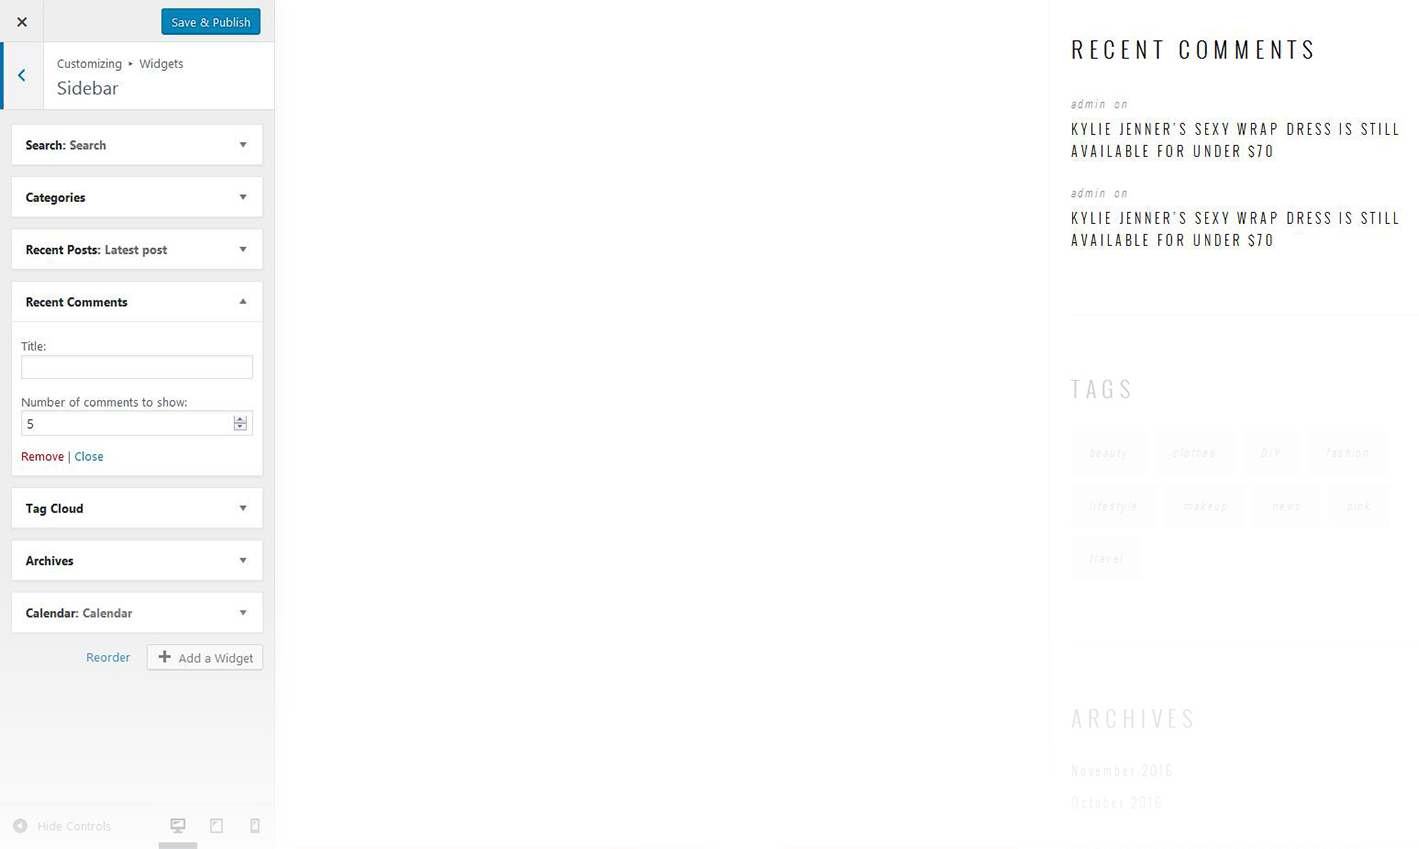 Save & Publish
Customizing ▸ Widgets
Sidebar
Search: Search
Categories
Recent Posts: Latest post
Recent Comments
Title:
Number of comments to show:
5
Remove | Close
Tag Cloud
Archives
Calendar: Calendar
Reorder
Add a Widget
Hide Controls
RECENT COMMENTS
admin on
KYLIE JENNER'S SEXY WRAP DRESS IS STILL
AVAILABLE FOR UNDER $70
admin on
KYLIE JENNER'S SEXY WRAP DRESS IS STILL
AVAILABLE FOR UNDER $70
TAGS
beauty clothes DIY fashion
lifestyle makeup news pink
travel
ARCHIVES
November 2016
October 2016